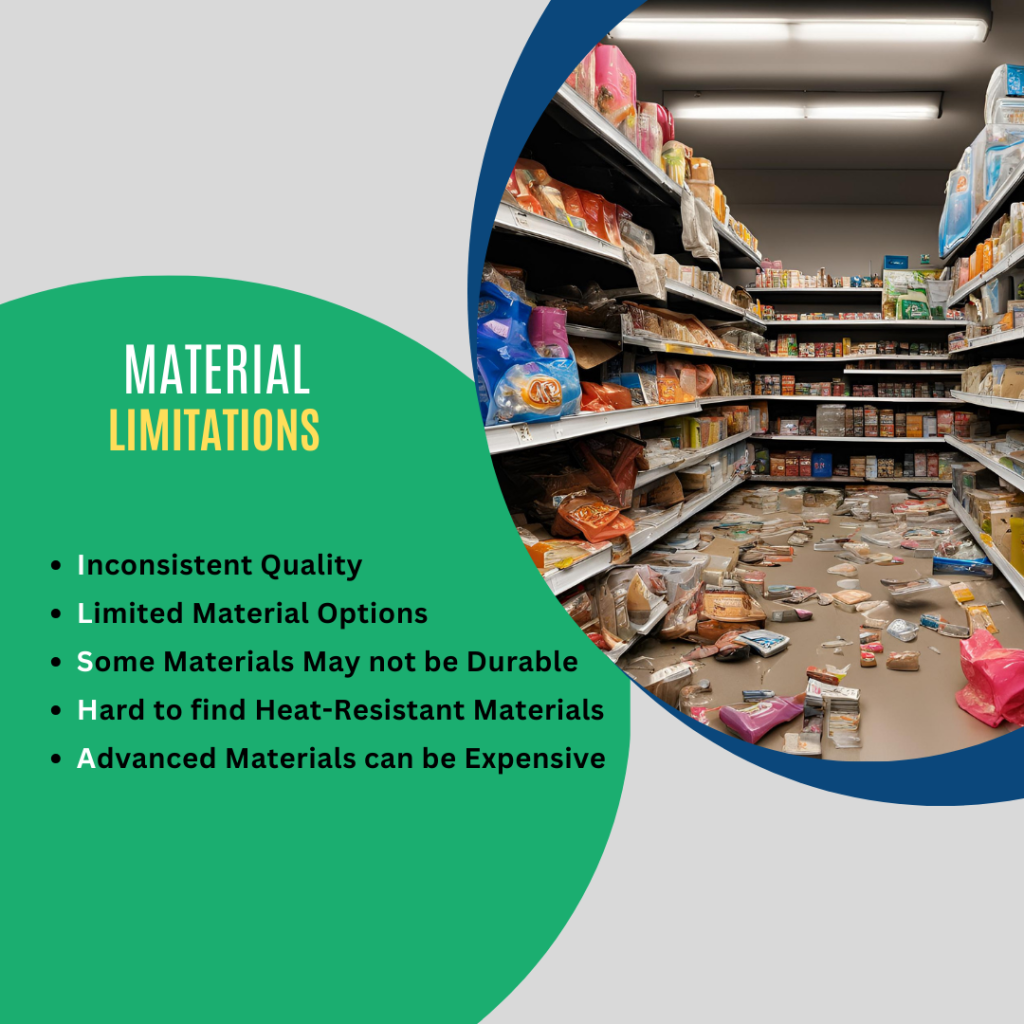 MATERIAL
LIMITATIONS
Inconsistent Quality
Limited Material Options
Some Materials May not be Durable
Hard to find Heat-Resistant Materials
Advanced Materials can be Expensive